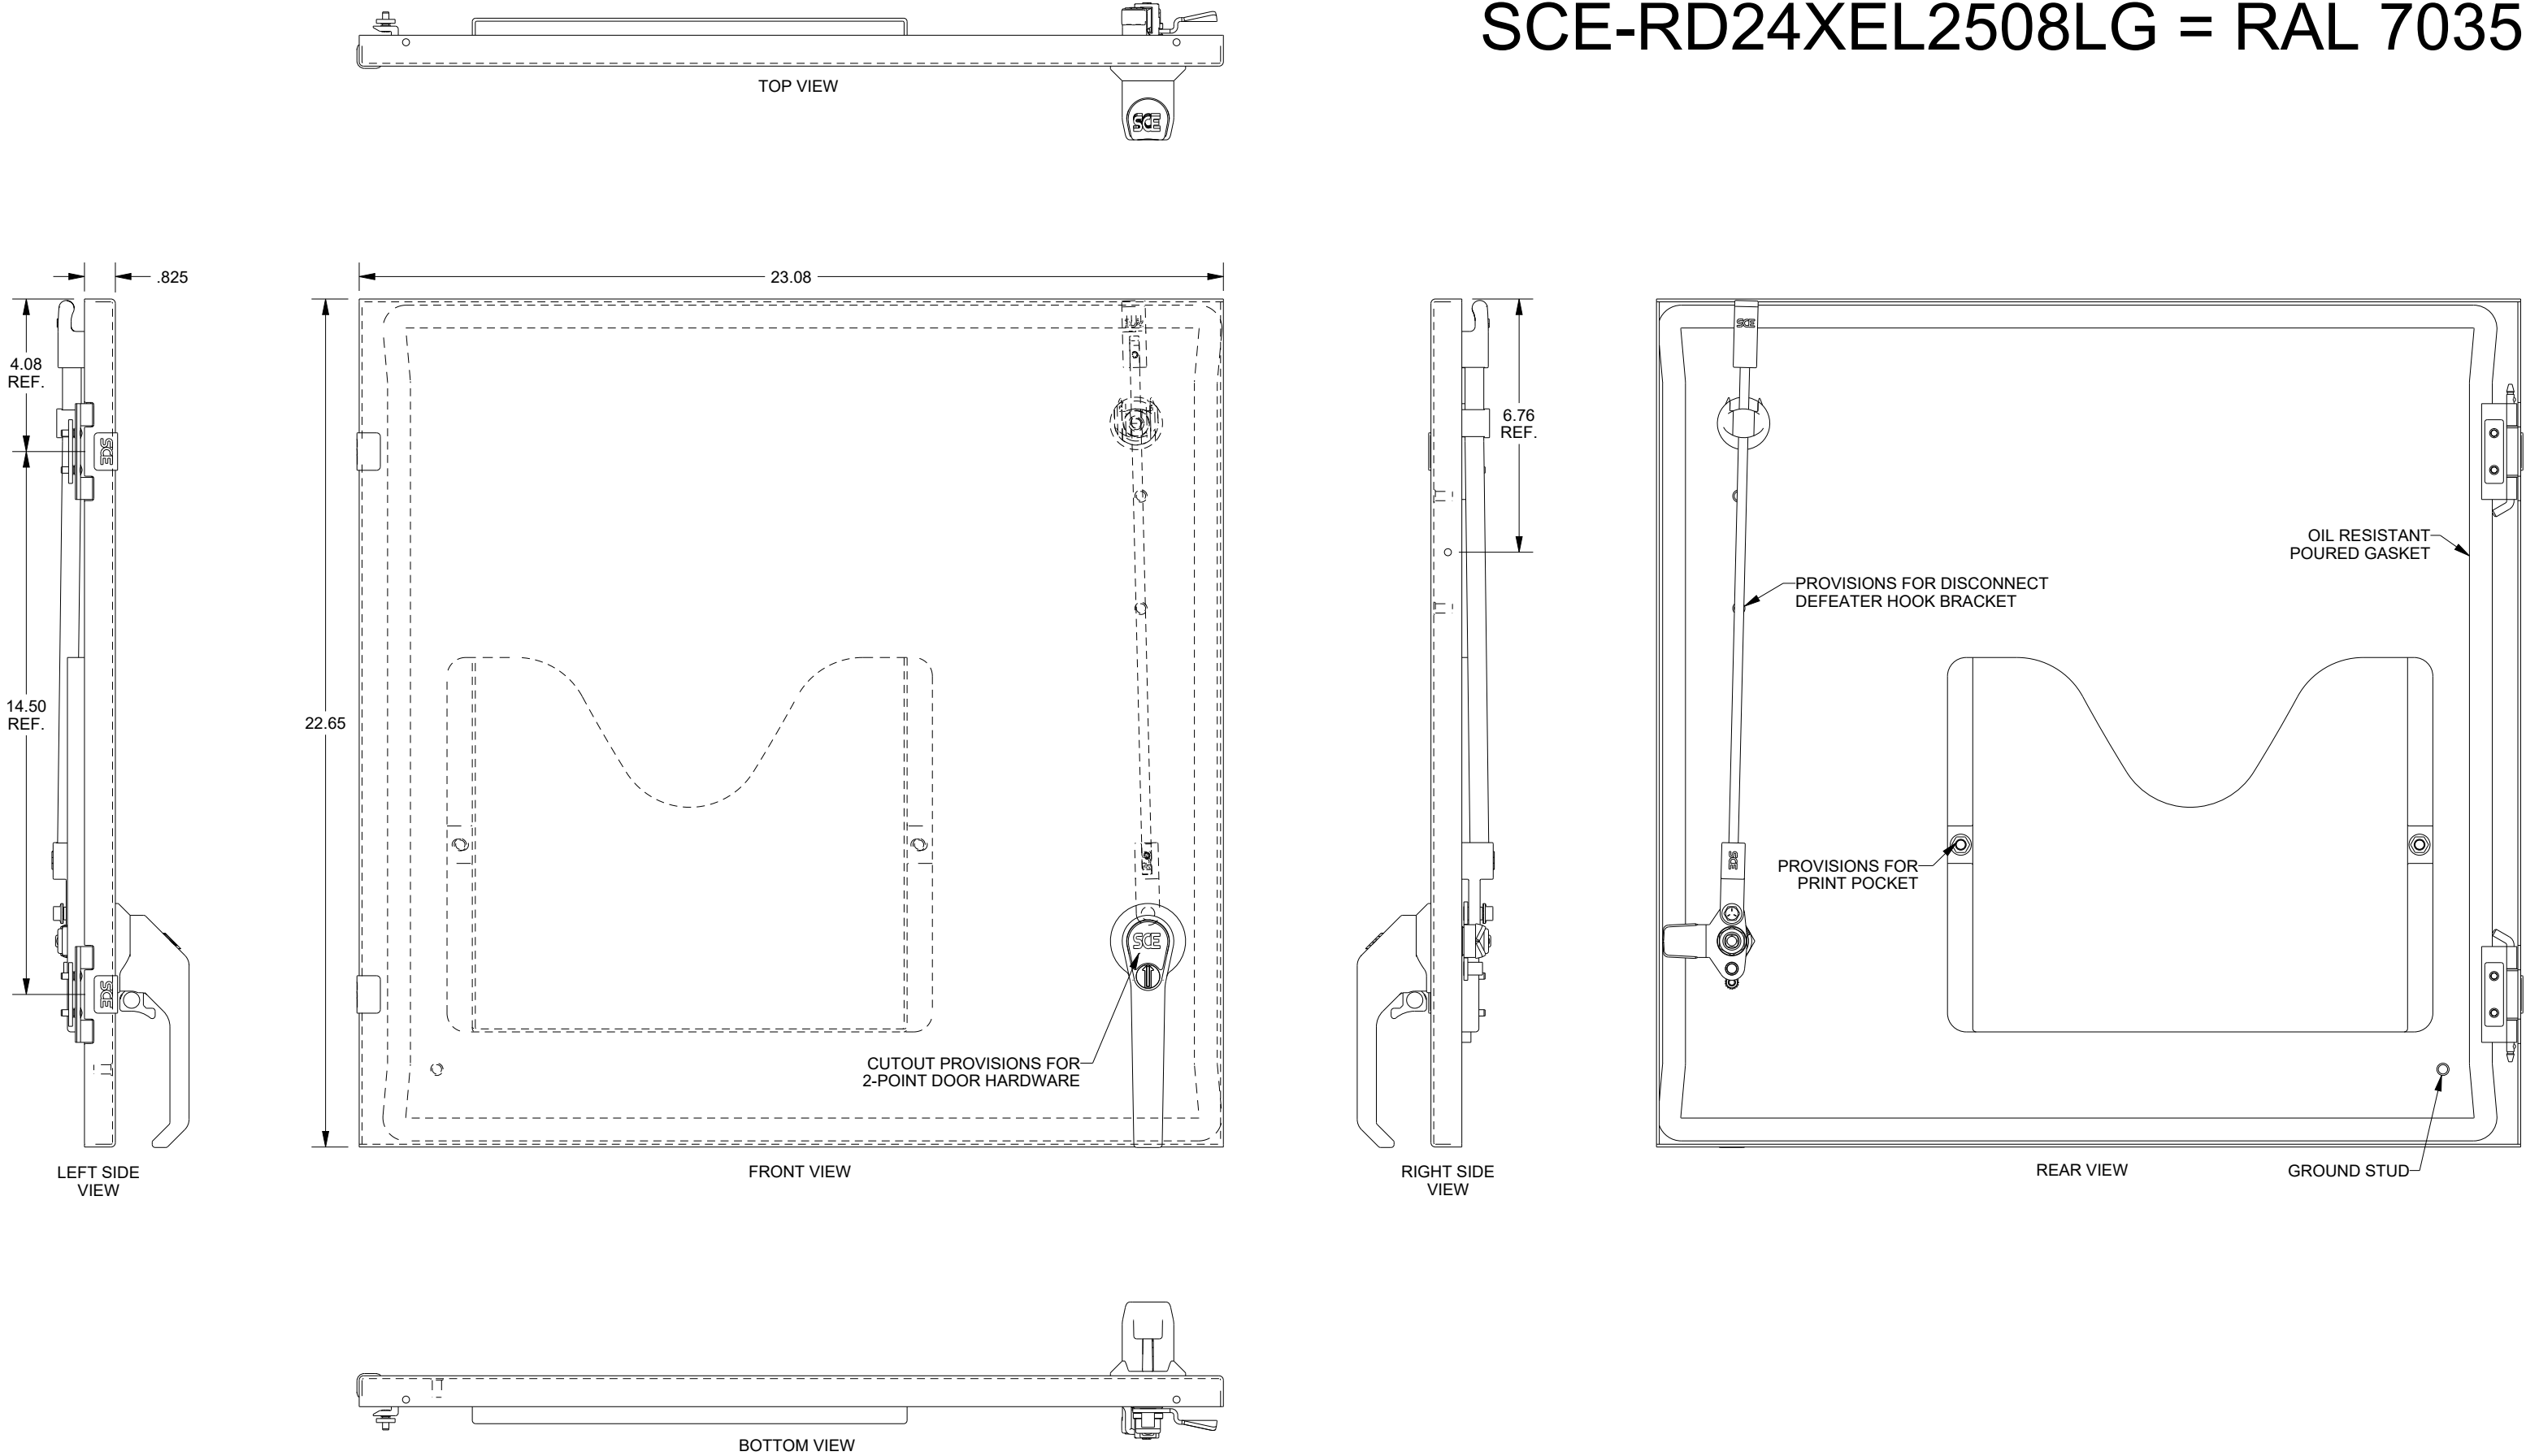 SCE-RD24XEL2508LG = RAL 7035
SCE
TOP VIEW
.825
23.08
4.08
REF.
SCE
14.50
REF.
SCE
22.65
SCE
CUTOUT PROVISIONS FOR
2-POINT DOOR HARDWARE
6.76
REF.
SCE
OIL RESISTANT
POURED GASKET
PROVISIONS FOR DISCONNECT
DEFEATER HOOK BRACKET
PROVISIONS FOR
PRINT POCKET
SCE
LEFT SIDE
VIEW
FRONT VIEW
RIGHT SIDE
VIEW
REAR VIEW
GROUND STUD
BOTTOM VIEW